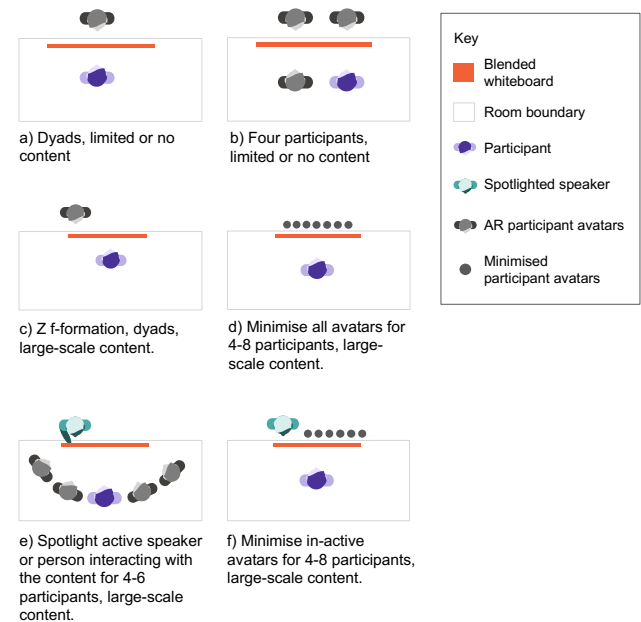 a) Dyads, limited or no
content
b) Four participants,
limited or no content
c) Z f-formation, dyads,
large-scale content.
d) Minimise all avatars for
4-8 participants, large-
scale content.
e) Spotlight active speaker
or person interacting with
the content for 4-6
participants, large-scale
content.
f) Minimise in-active
avatars for 4-8 participants,
large-scale content.
Key
Blended
whiteboard
Room boundary
Participant
Spotlighted speaker
AR participant avatars
Minimised
participant avatars